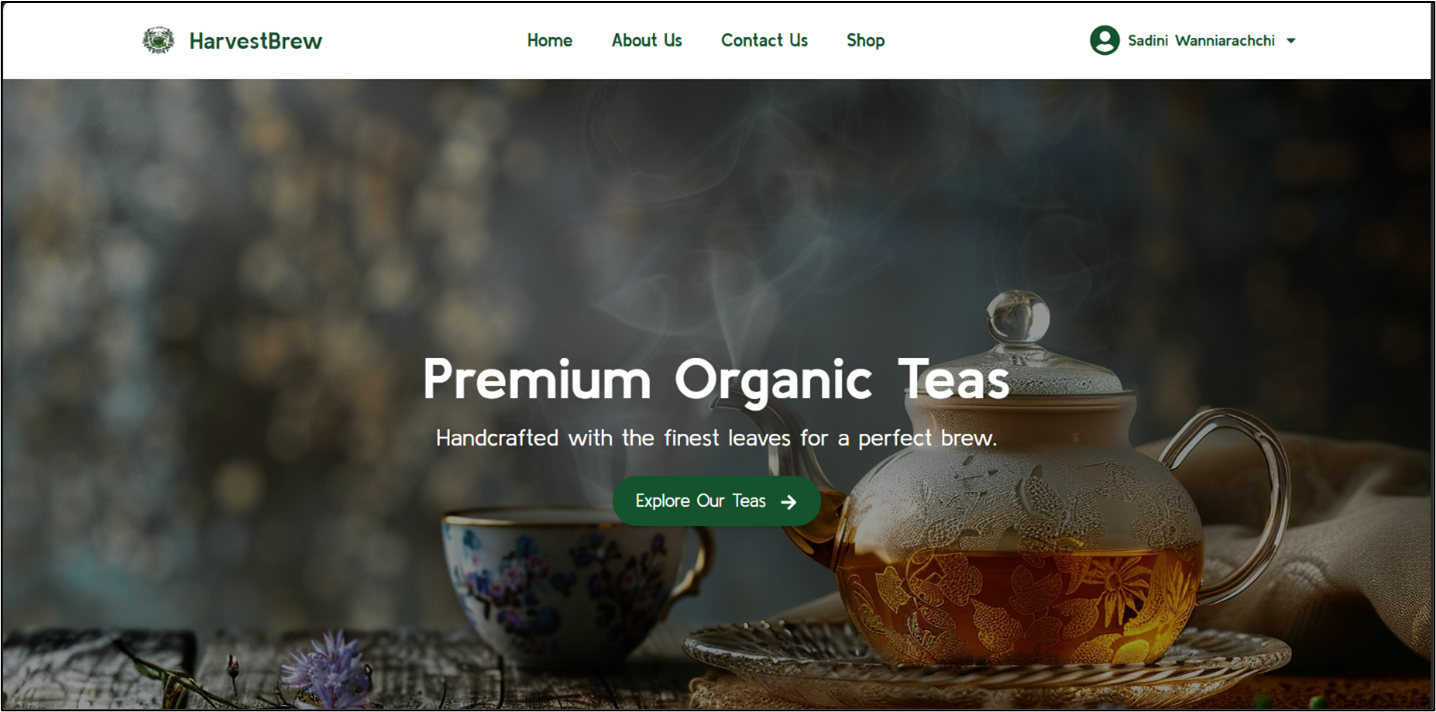 HarvestBrew
Home
About Us
Contact Us
Shop
Sadini Wanniarachchi
Premium Organic Teas
Handcrafted with the finest leaves for a perfect brew.
Explore Our Teas